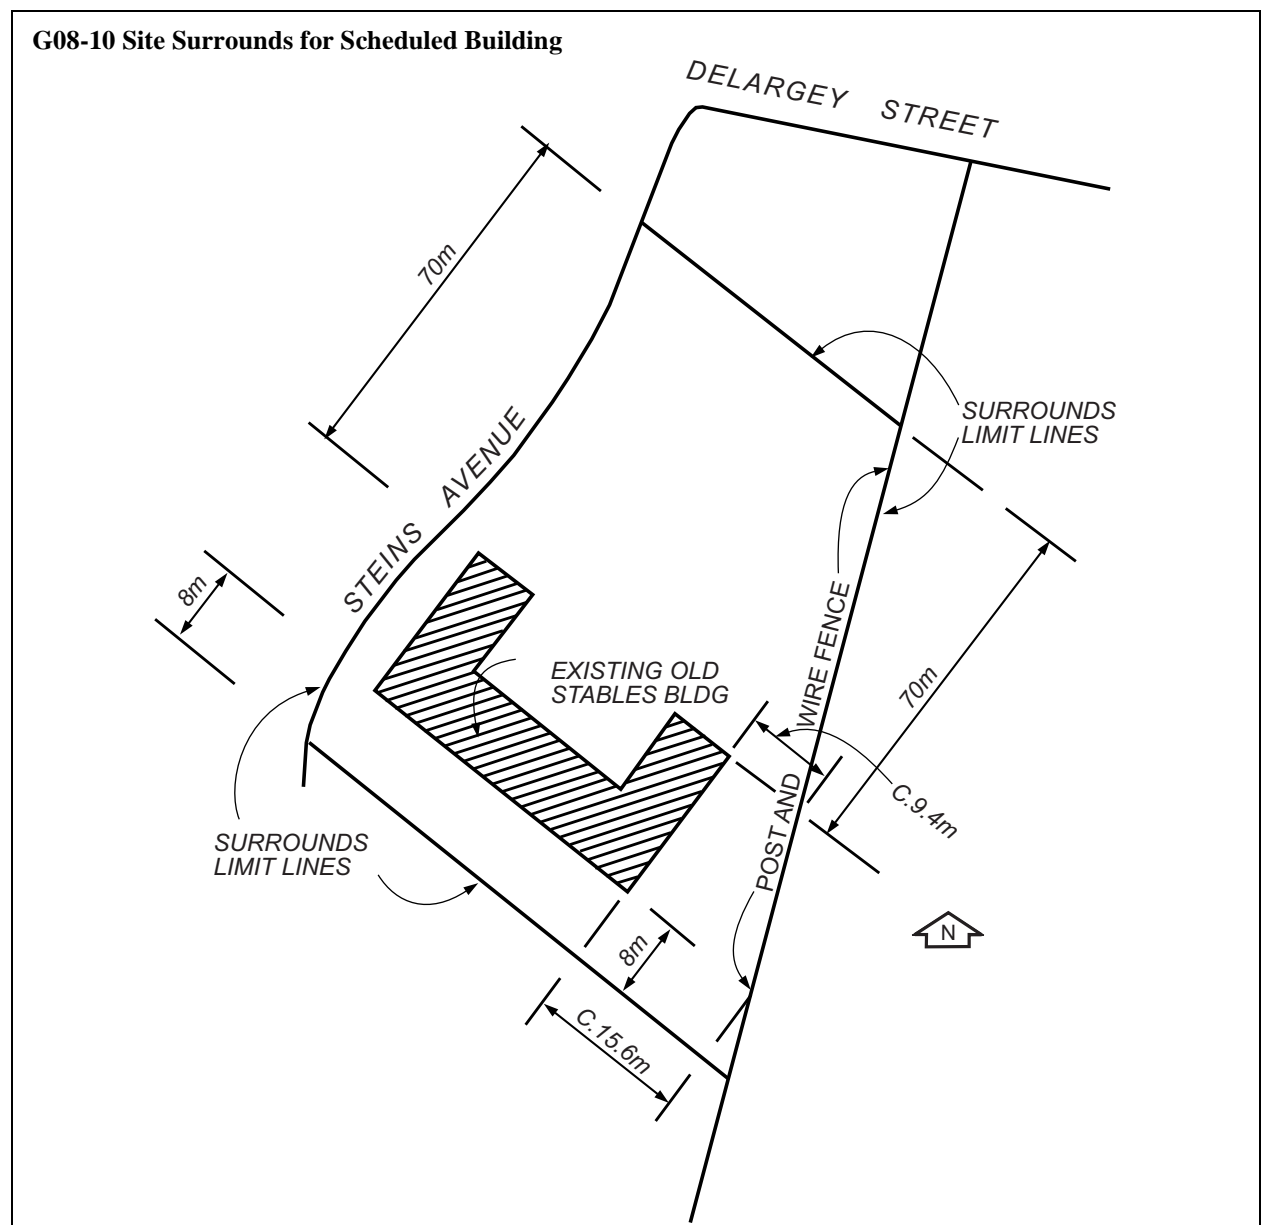 G08-10 Site Surrounds for Scheduled Building
DELARGEY STREET
70m
SURROUNDS
LIMIT LINES
STEINS AVENUE
8m
WIRE FENCE
EXISTING OLD
STABLES BLDG
70m
POST AND
C.9.4m
SURROUNDS
LIMIT LINES
N
8m
C.15.6m